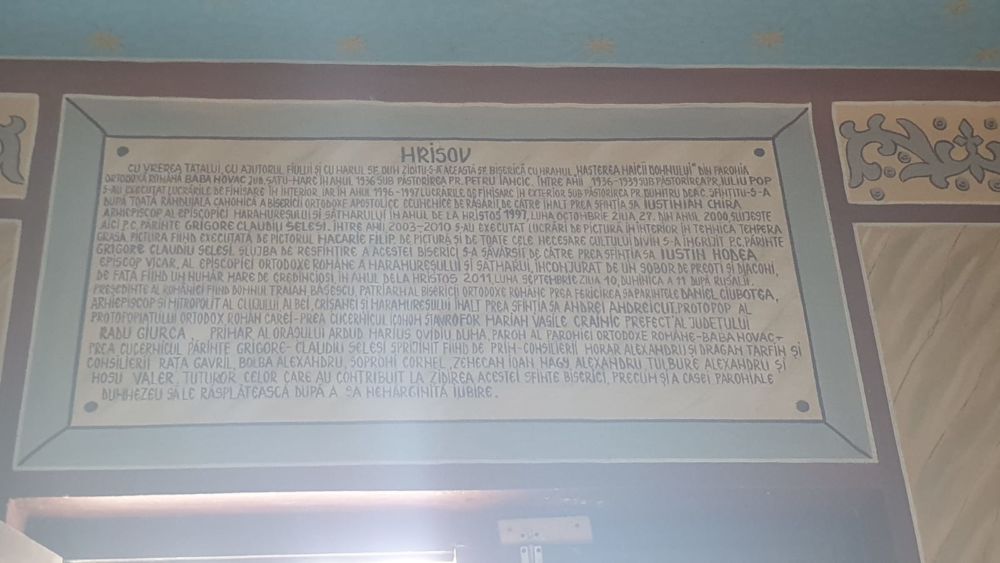 HRISOV
CU VREREA TATALUI, CU AJUTORUL FIULUI ȘI CU HARUL SF. DUH ZIDITU-S-A ACEASTĂ SF. BISERICĂ CU HRAMUL „NAȘTEREA MAICII DOMNULUI" DIN PAROHIA
ORTODOXĂ ROMÂNĂ BABA NOVAC JUD. SATU-MARE ÎN ANUL 1936 SUB PĂSTORIREA PR. PETRU IANCIC. ÎNTRE ANII 1936-1939 SUB PĂSTORIREA PR. IULIU POP
S-AU EXECUTAT LUCRĂRILE DE FINISARE ÎN INTERIOR IAR ÎN ANUL 1996-1997 LUCRĂRILE DE FINISARE ÎN EXTERIOR SUB PĂSTORIREA PR. DUMITRU DEAC. SFINȚITU-S-A
DUPĂ TOATĂ RÂNDUIALA CANONICĂ A BISERICII ORTODOXE APOSTOLICE ECUMENICE DE RĂSĂRIT, DE CĂTRE ÎNALT PREA SFINȚIA SA IUSTINIAN CHIRA
ARHIEPISCOP AL EPISCOPIEI MARAMUREȘULUI ȘI SĂTMARULUI ÎN ANUL DE LA HRISTOS 1997, LUNA OCTOMBRIE ZIUA 27. DIN ANUL 2000, SLUJEȘTE
AICI P.C. PĂRINTE GRIGORE CLAUDIU SELEȘI. ÎNTRE ANII 2003-2010 S-AU EXECUTAT LUCRĂRI DE PICTURĂ ÎN INTERIOR ÎN TEHNICA TEMPERA
GRASĂ, PICTURA FIIND EXECUTATĂ DE PICTORUL MACARIE FILIP. DE PICTURĂ ȘI DE TOATE CELE NECESARE CULTULUI DIVIN S-A ÎNGRIJIT P.C. PĂRINTE
GRIGORE CLAUDIU SELEȘI. SLUJBA DE RESFINȚIRE A ACESTEI BISERICI S-A SĂVÂRȘIT DE CĂTRE PREA SFINȚIA SA IUSTIN HODEA
EPISCOP VICAR, AL EPISCOPIEI ORTODOXE ROMÂNE A MARAMUREȘULUI ȘI SĂTMARUL, ÎNCONJURAT DE UN SOBOR DE PREOȚI ȘI DIACONI,
DE FAȚĂ FIIND UN NUMĂR MARE DE CREDINCIOȘI ÎN ANUL DE LA HRISTOS 2011, LUNA SEPTEMBRIE ZIUA 10, DUMINICA A 11 DUPĂ RUSALII.
PREȘEDINTE AL ROMÂNIEI FIIND DOMNUL TRAIAN BĂSESCU, PATRIARH AL BISERICII ORTODOXE ROMÂNE PREA FERICIREA SA PĂRINTELE DANIEL CIUBOTEA,
ARHIEPISCOP ȘI MITROPOLIT AL CLUJULUI ALBEI, CRIȘANEI ȘI MARAMUREȘULUI ÎNALT PREA SFINȚIA SA ANDREI ANDREICUT, PROTOPOP AL
PROTOPOPIATULUI ORTODOX ROMÂN CAREI-PREA CUCERNICUL ICONOM STAVROFOR MARIAN VASILE CRAINIC PREFECT AL JUDEȚULUI
RADU GIURCA, PRIMAR AL ORAȘULUI ARDUD MARIUS OVIDIU DUMA, PAROH AL PAROHIEI ORTODOXE ROMÂNE-BABA NOVAC-
PREA CUCERNICUL PĂRINTE GRIGORE-CLAUDIU SELEȘI SPRIJINIT FIIND DE PRIM-CONSILIERII MORAR ALEXANDRU ȘI DRAGAN TARFIN ȘI
CONSILIERII RATA GAVRIL, BOLBA ALEXANDRU, ȘOPRONI CORNEL, ZEMECAN IOAN NAGY ALEXANDRU, TULBURE ALEXANDRU ȘI
HOSU VALER, TUTUROR CELOR CARE AU CONTRIBUIT LA ZIDIREA ACESTEI SFINTE BISERICI, PRECUM ȘI A CASEI PAROHIALE
DUMNEZEU SĂ LE RĂSPLĂTEASCĂ DUPĂ A SA NEMĂRGINITĂ IUBIRE.